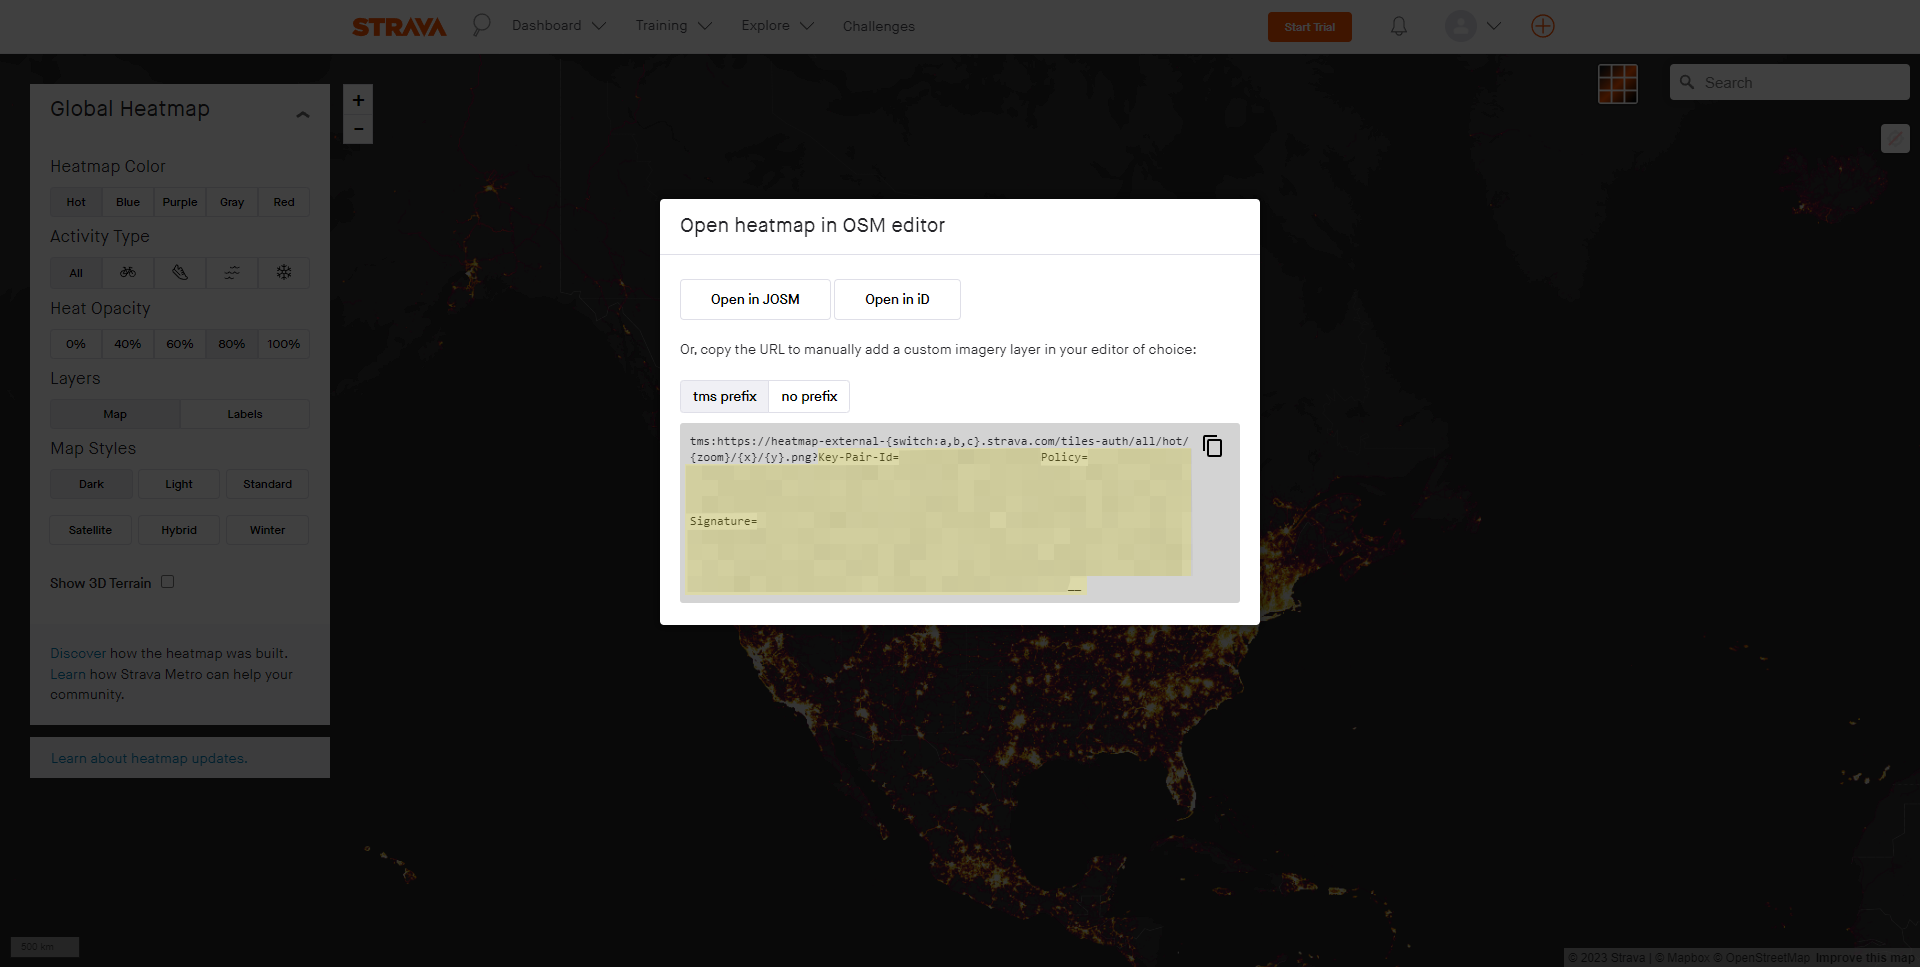 STRAVA
Dashboard
Training
Explore
Challenges
Start Trial
Global Heatmap
+
−
Search
Heatmap Color
Hot Blue Purple Gray Red
Activity Type
All
Heat Opacity
0% 40% 60% 80% 100%
Layers
Map Labels
Map Styles
Dark Light Standard
Satellite Hybrid Winter
Show 3D Terrain
Discover how the heatmap was built.
Learn how Strava Metro can help your
community.
Learn about heatmap updates.
Open heatmap in OSM editor
Open in JOSM Open in iD
Or, copy the URL to manually add a custom imagery layer in your editor of choice:
tms prefix no prefix
tms:https://heatmap-external-{switch:a,b,c}.strava.com/tiles-auth/all/hot/
{zoom}/{x}/{y}.png?Key-Pair-Id= Policy=
Signature=
__
500 km
© 2023 Strava | © Mapbox © OpenStreetMap Improve this map